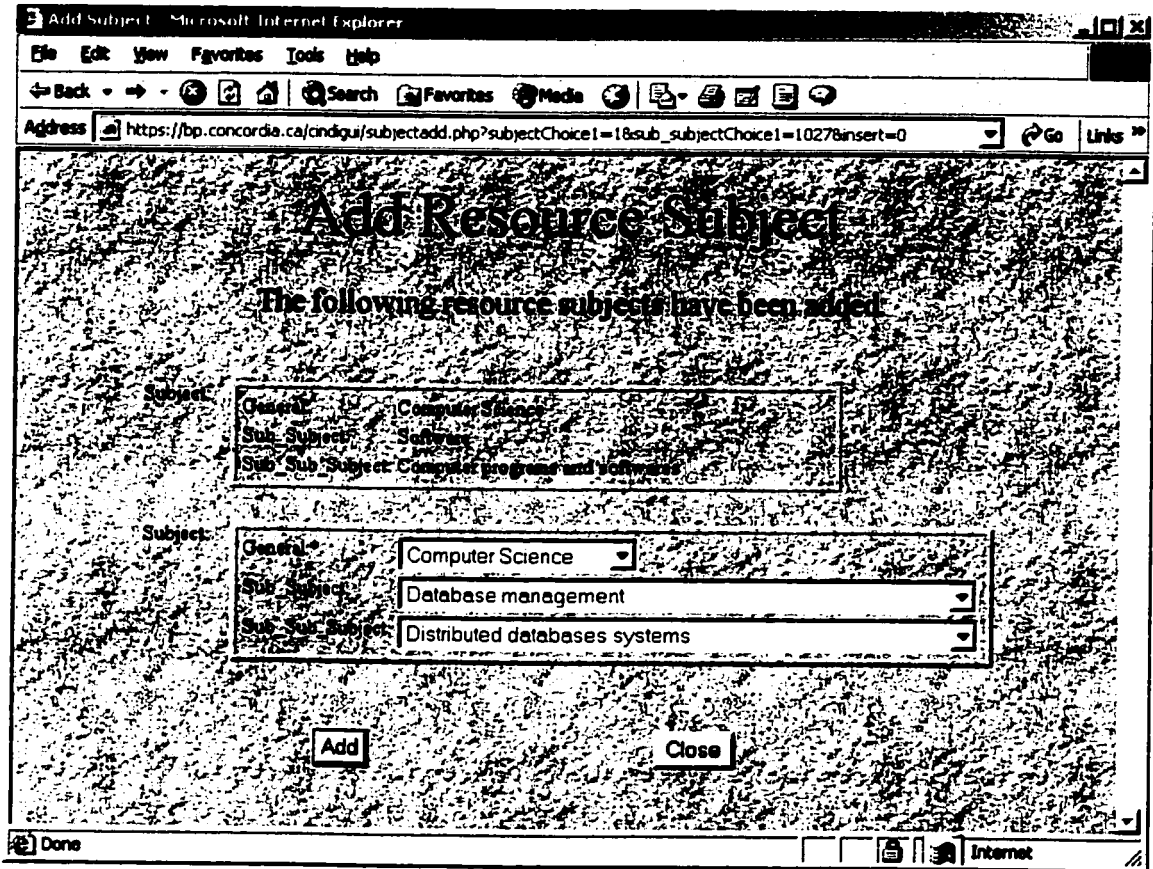 Add Subject - Microsoft Internet Explorer
File Edit View Favorites Tools Help
Back Search Favorites Media
Address https://bp.concordia.ca/cindigui/subjectadd.php?subjectChoice1=1&sub_subjectChoice1=1027&insert=0 Go Links »
Add Resource Subject
The following resource subjects have been added:
Subject: General: Computer Science
Sub_Subject: Software
Sub_Sub_Subject: Computer programs and softwares
Subject: General:* Computer Science
Sub_Subject: Database management
Sub_Sub_Subject: Distributed databases systems
Add Close
Done Internet